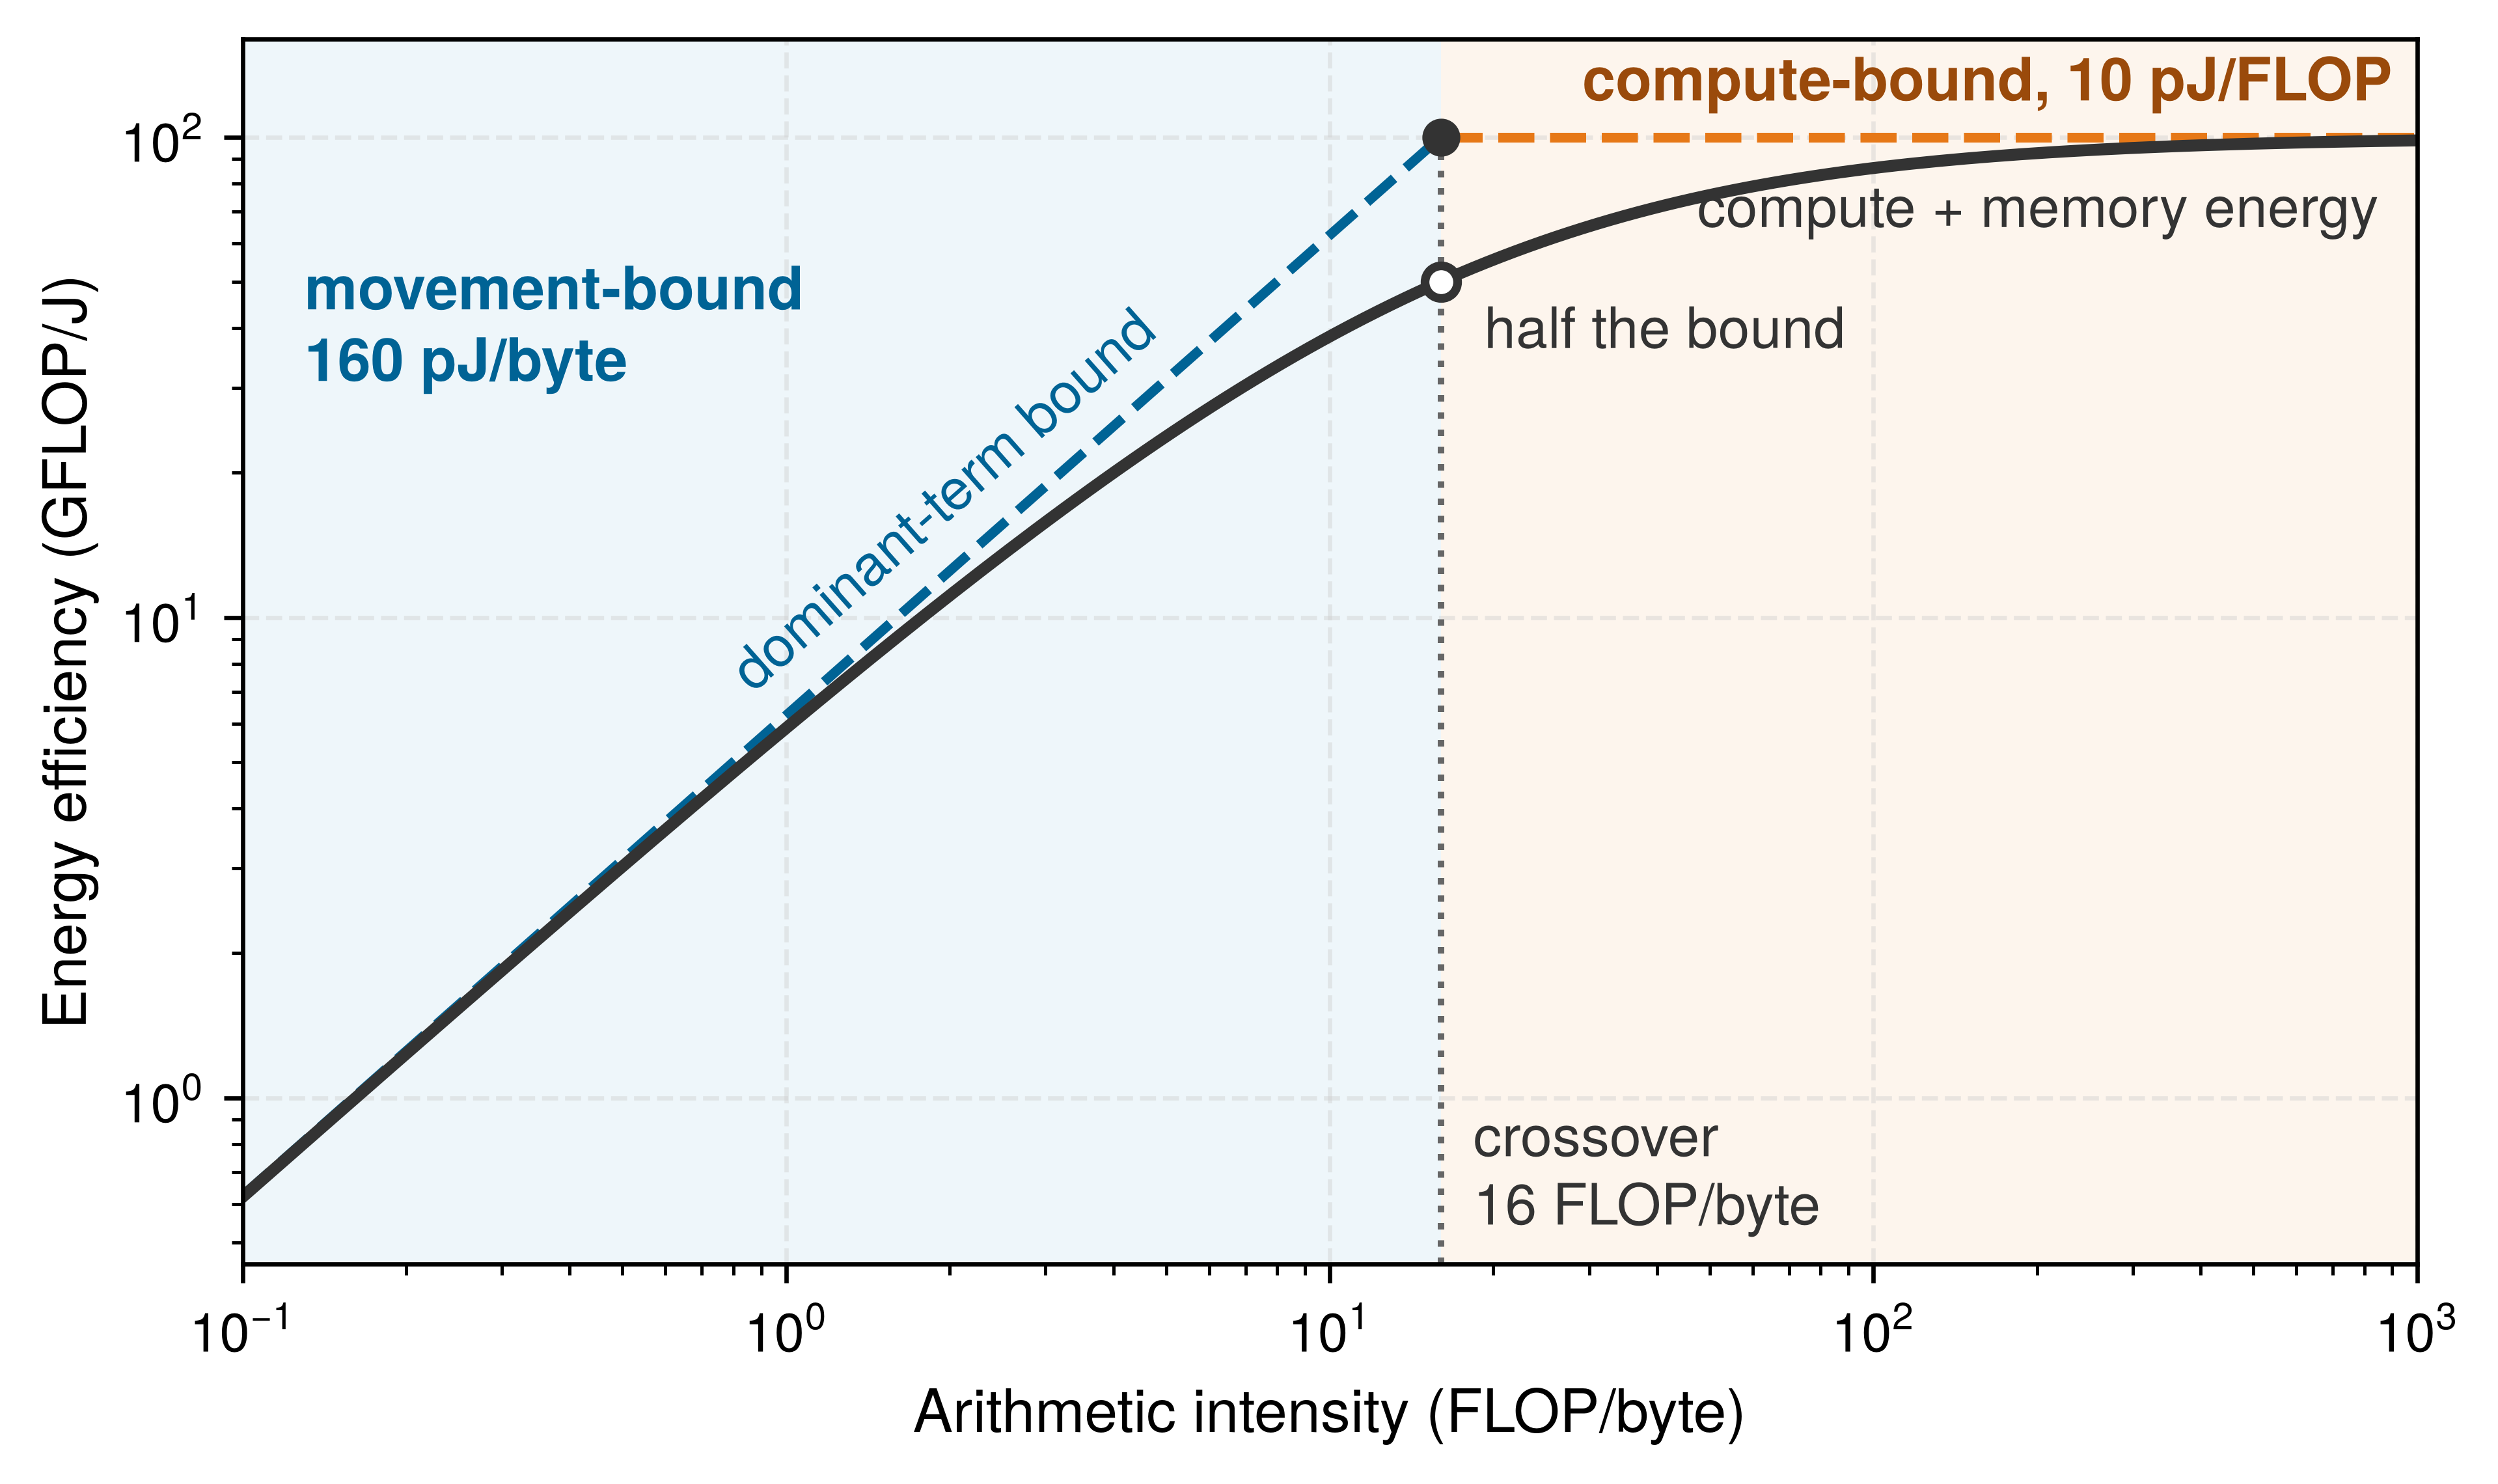 compute-bound, 10 pJ/FLOP
compute + memory energy
movement-bound
160 pJ/byte
half the bound
dominant-term bound
crossover
16 FLOP/byte
Energy efficiency (GFLOP/J)
10²
10¹
10⁰
10⁻¹
10⁰
10¹
10²
10³
Arithmetic intensity (FLOP/byte)